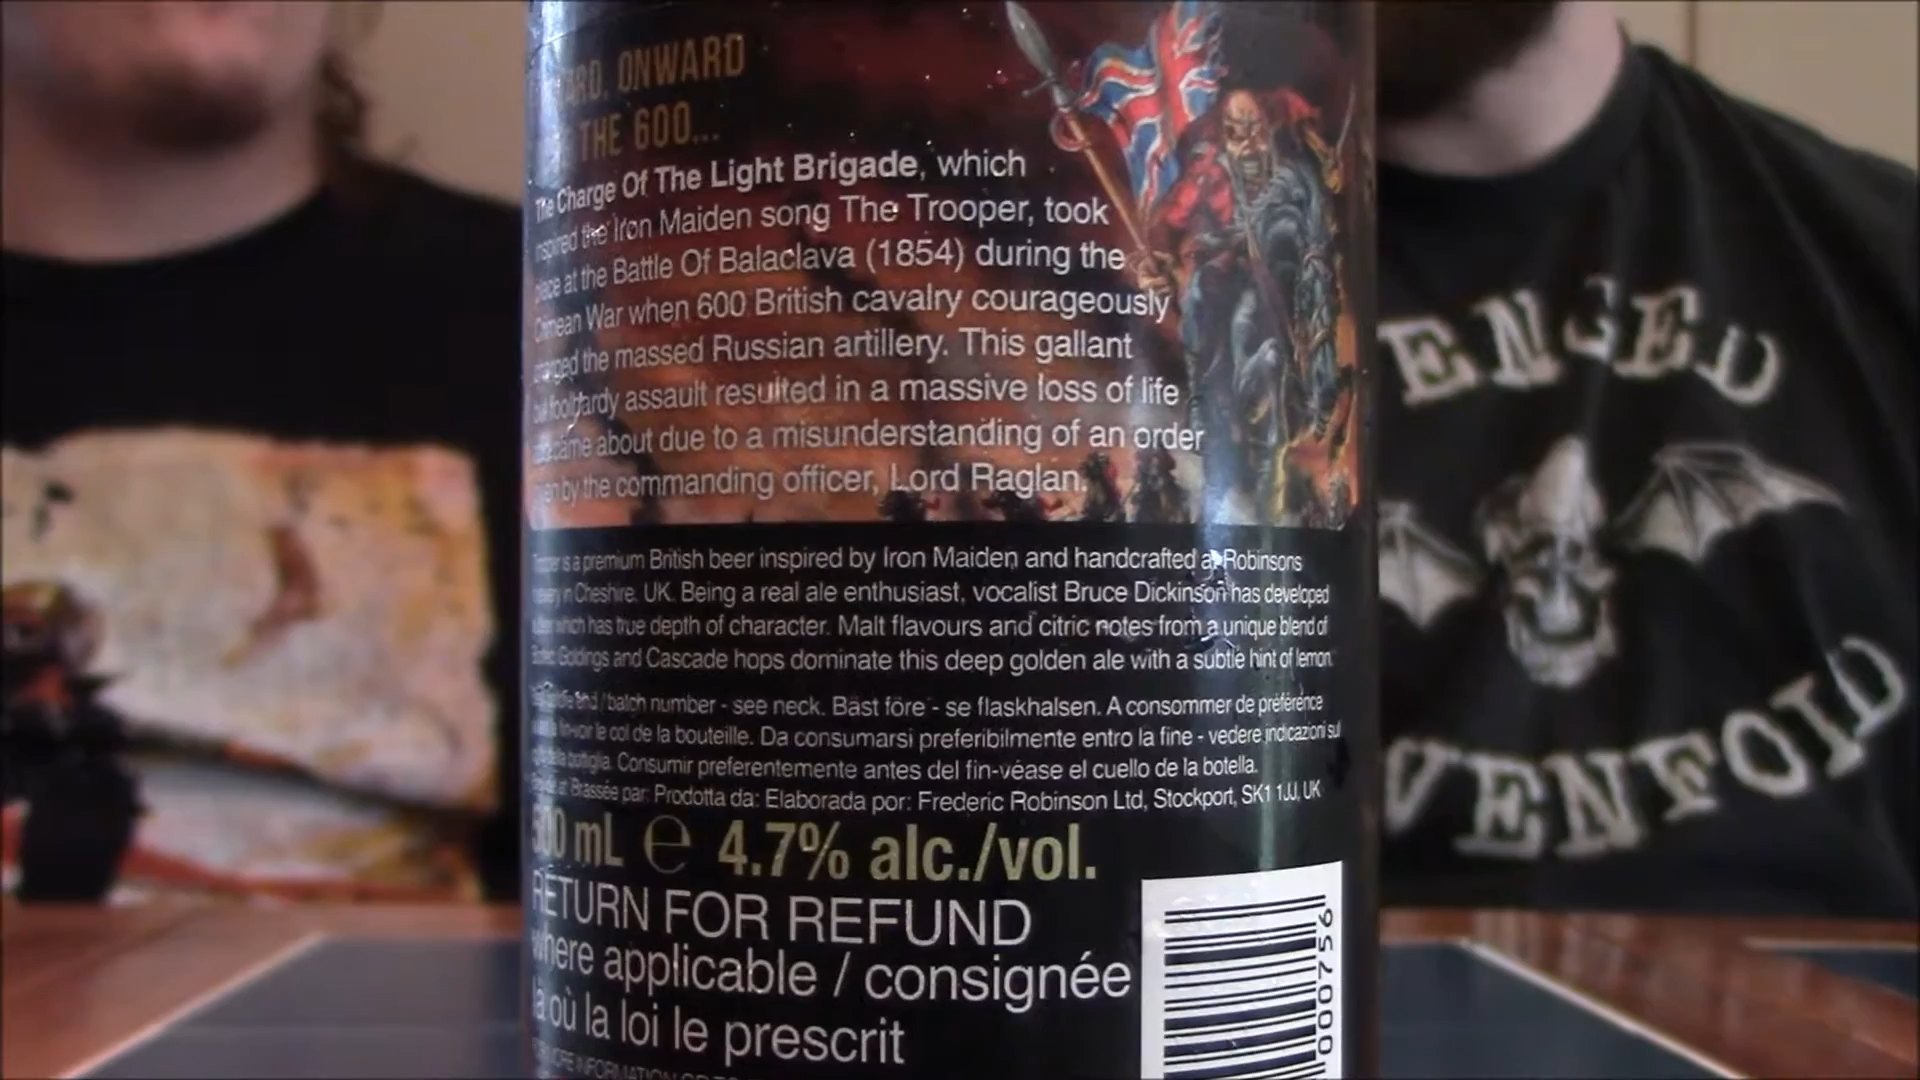 ONWARD
THE 600...
The Charge Of The Light Brigade, which
inspired the Iron Maiden song The Trooper, took
place at the Battle Of Balaclava (1854) during the
Crimean War when 600 British cavalry courageously
charged the massed Russian artillery. This gallant
but foolhardy assault resulted in a massive loss of life
came about due to a misunderstanding of an order
given by the commanding officer, Lord Raglan.
Trooper is a premium British beer inspired by Iron Maiden and handcrafted at Robinsons
brewery in Cheshire. UK. Being a real ale enthusiast, vocalist Bruce Dickinson has developed
which has true depth of character. Malt flavours and citric notes from a unique blend of
Goldings and Cascade hops dominate this deep golden ale with a subtle hint of lemon.
end / batch number - see neck. Bäst före - se flaskhalsen. A consommer de préférence
fin-voir le col de la bouteille. Da consumarsi preferibilmente entro la fine - vedere indicazioni sul
della bottiglia. Consumir preferentemente antes del fin-véase el cuello de la botella.
at Brassée par: Prodotta da: Elaborada por: Frederic Robinson Ltd, Stockport, SK1 1JJ, UK
500 mL e 4.7% alc./vol.
RETURN FOR REFUND
where applicable / consignée
là où la loi le prescrit
MORE INFORMATION
000756
ENGED
VENFOLD